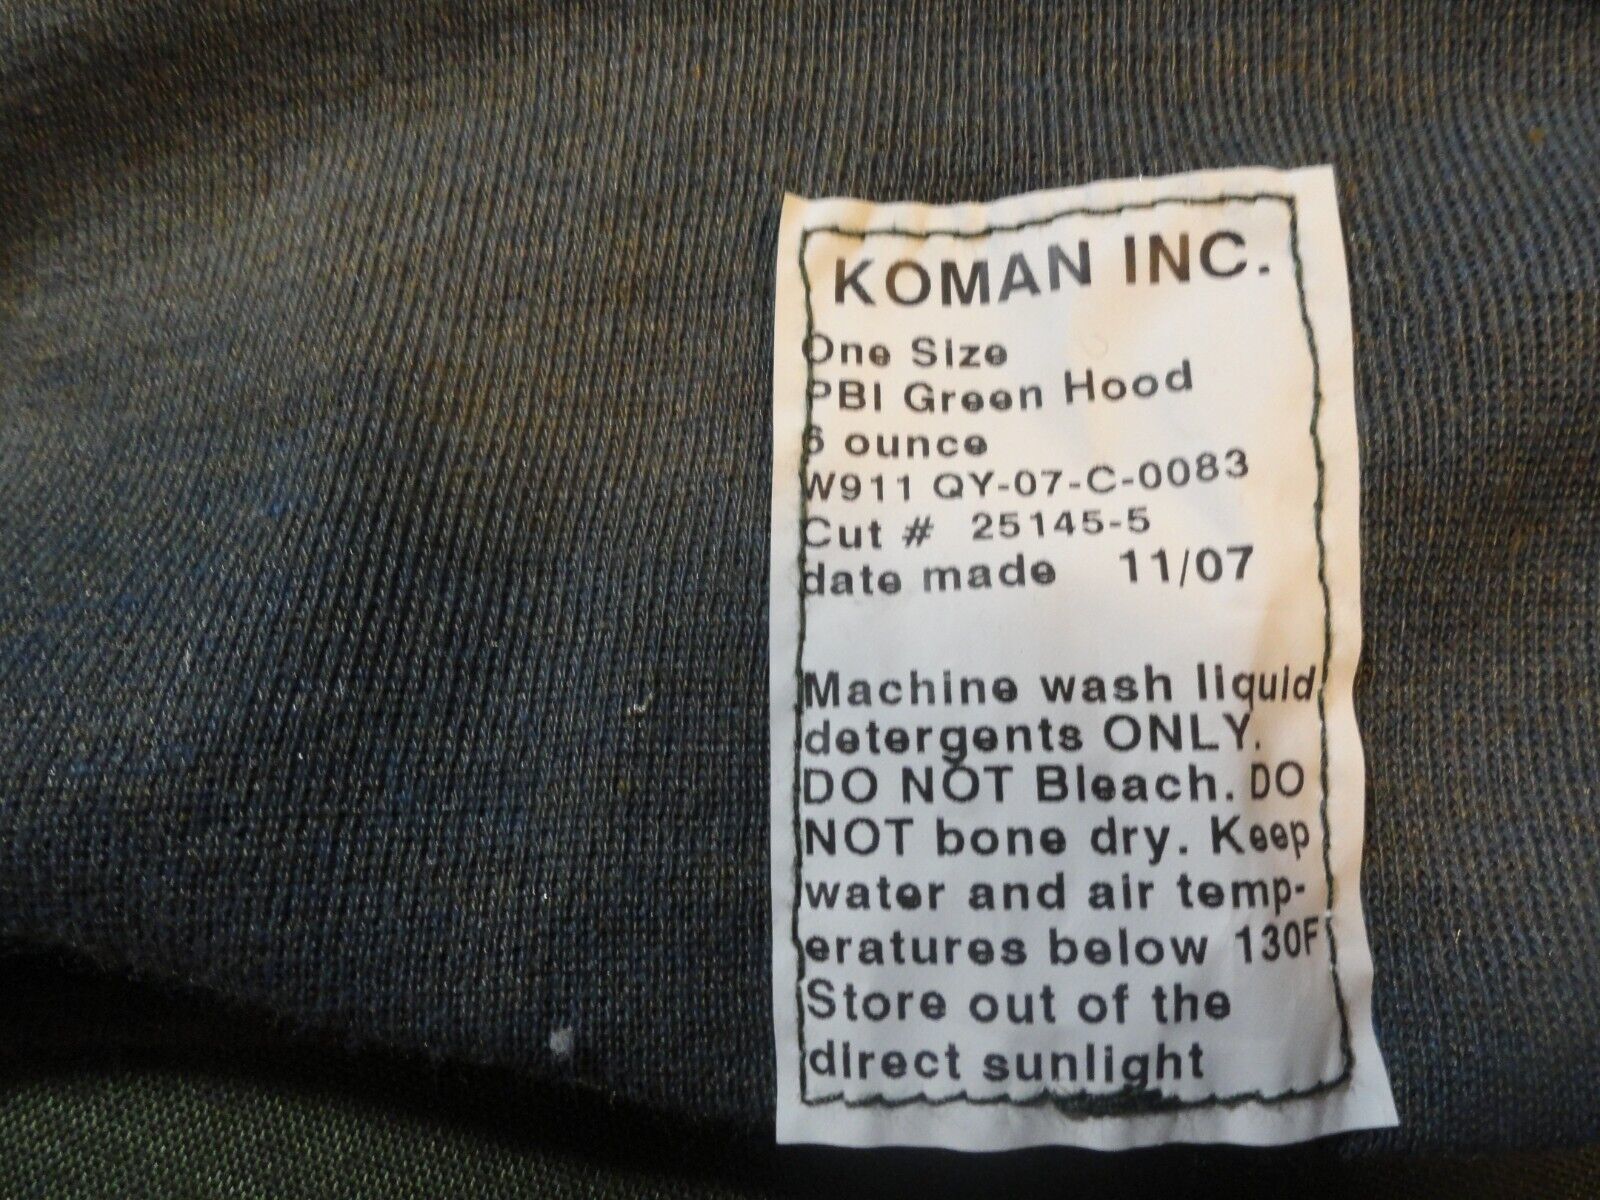 KOMAN INC.
One Size
PBI Green Hood
6 ounce
W911 QY-07-C-0083
Cut # 25145-5
date made 11/07
Machine wash liquid
detergents ONLY.
DO NOT Bleach. DO
NOT bone dry. Keep
water and air temp-
eratures below 130F
Store out of the
direct sunlight